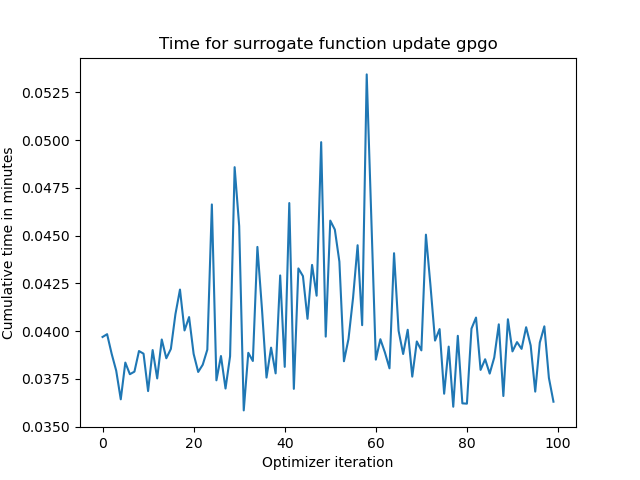 Time for surrogate function update gpgo
Cumulative time in minutes
0.0525
0.0500
0.0475
0.0450
0.0425
0.0400
0.0375
0.0350
0 20 40 60 80 100
Optimizer iteration